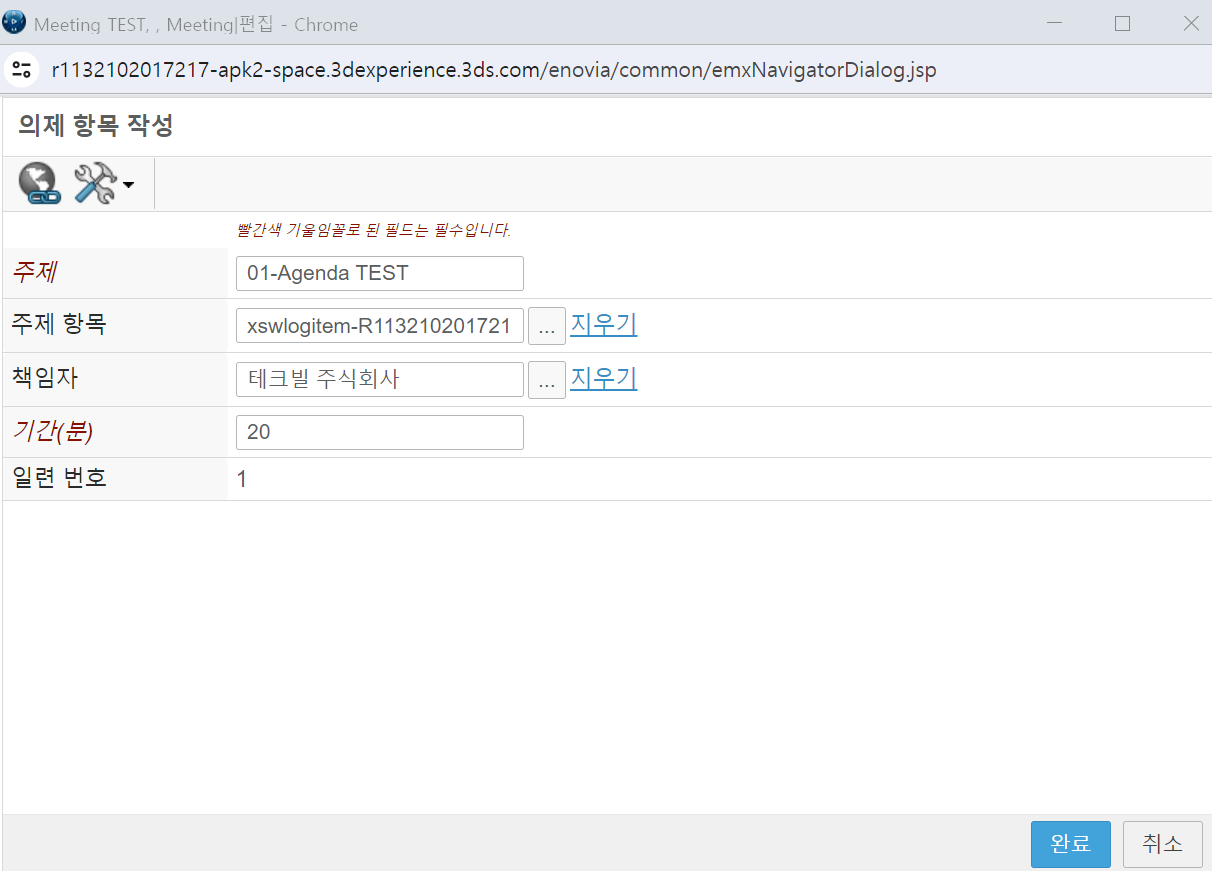 Meeting TEST, , Meeting|편집 - Chrome
r1132102017217-apk2-space.3dexperience.3ds.com/enovia/common/emxNavigatorDialog.jsp
의제 항목 작성
빨간색 기울임꼴로 된 필드는 필수입니다.
주제 01-Agenda TEST
주제 항목 xswlogitem-R113210201721 ... 지우기
책임자 테크빌 주식회사 ... 지우기
기간(분) 20
일련 번호 1
완료 취소